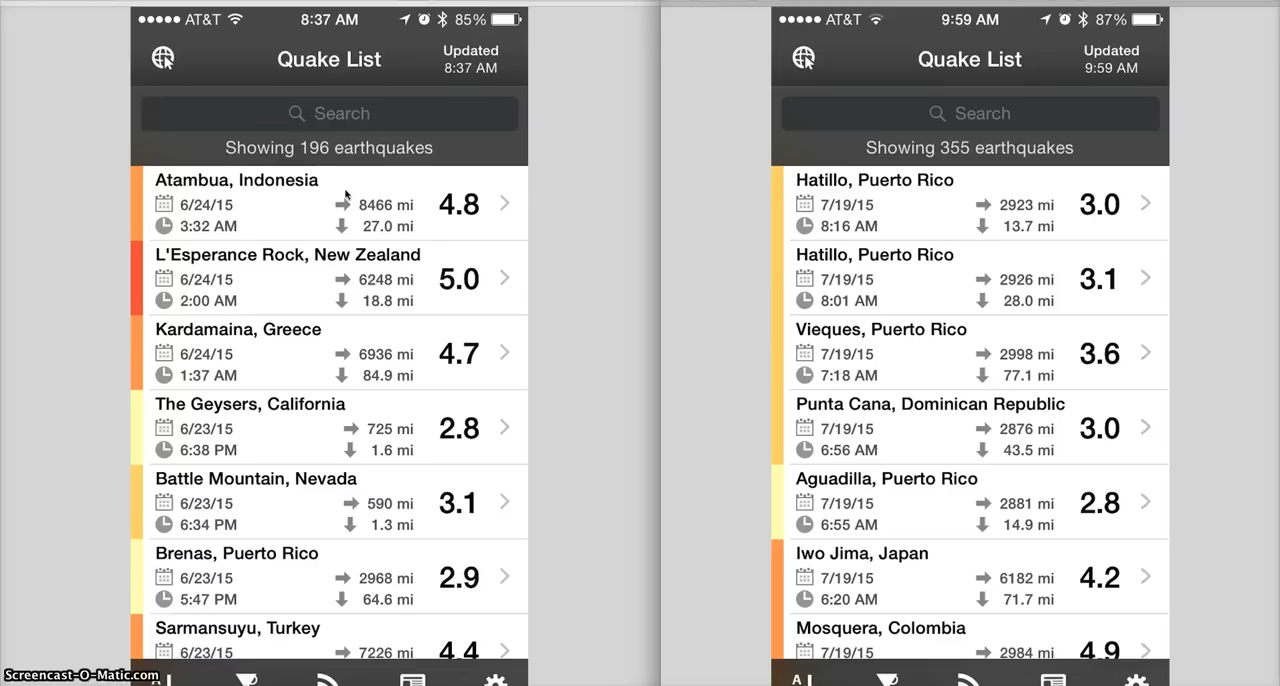 AT&T 8:37 AM 85%
Quake List
Updated
8:37 AM
Search
Showing 196 earthquakes
Atambua, Indonesia
6/24/15 8466 mi 4.8
3:32 AM 27.0 mi
L'Esperance Rock, New Zealand
6/24/15 6248 mi 5.0
2:00 AM 18.8 mi
Kardamaina, Greece
6/24/15 6936 mi 4.7
1:37 AM 84.9 mi
The Geysers, California
6/23/15 725 mi 2.8
6:38 PM 1.6 mi
Battle Mountain, Nevada
6/23/15 590 mi 3.1
6:34 PM 1.3 mi
Brenas, Puerto Rico
6/23/15 2968 mi 2.9
5:47 PM 64.6 mi
Sarmansuyu, Turkey
6/23/15 7226 mi 4.4
AT&T 9:59 AM 87%
Quake List
Updated
9:59 AM
Search
Showing 355 earthquakes
Hatillo, Puerto Rico
7/19/15 2923 mi 3.0
8:16 AM 13.7 mi
Hatillo, Puerto Rico
7/19/15 2926 mi 3.1
8:01 AM 28.0 mi
Vieques, Puerto Rico
7/19/15 2998 mi 3.6
7:18 AM 77.1 mi
Punta Cana, Dominican Republic
7/19/15 2876 mi 3.0
6:56 AM 43.5 mi
Aguadilla, Puerto Rico
7/19/15 2881 mi 2.8
6:55 AM 14.9 mi
Iwo Jima, Japan
7/19/15 6182 mi 4.2
6:20 AM 71.7 mi
Mosquera, Colombia
7/19/15 2984 mi 4.9
Screencast-O-Matic.com